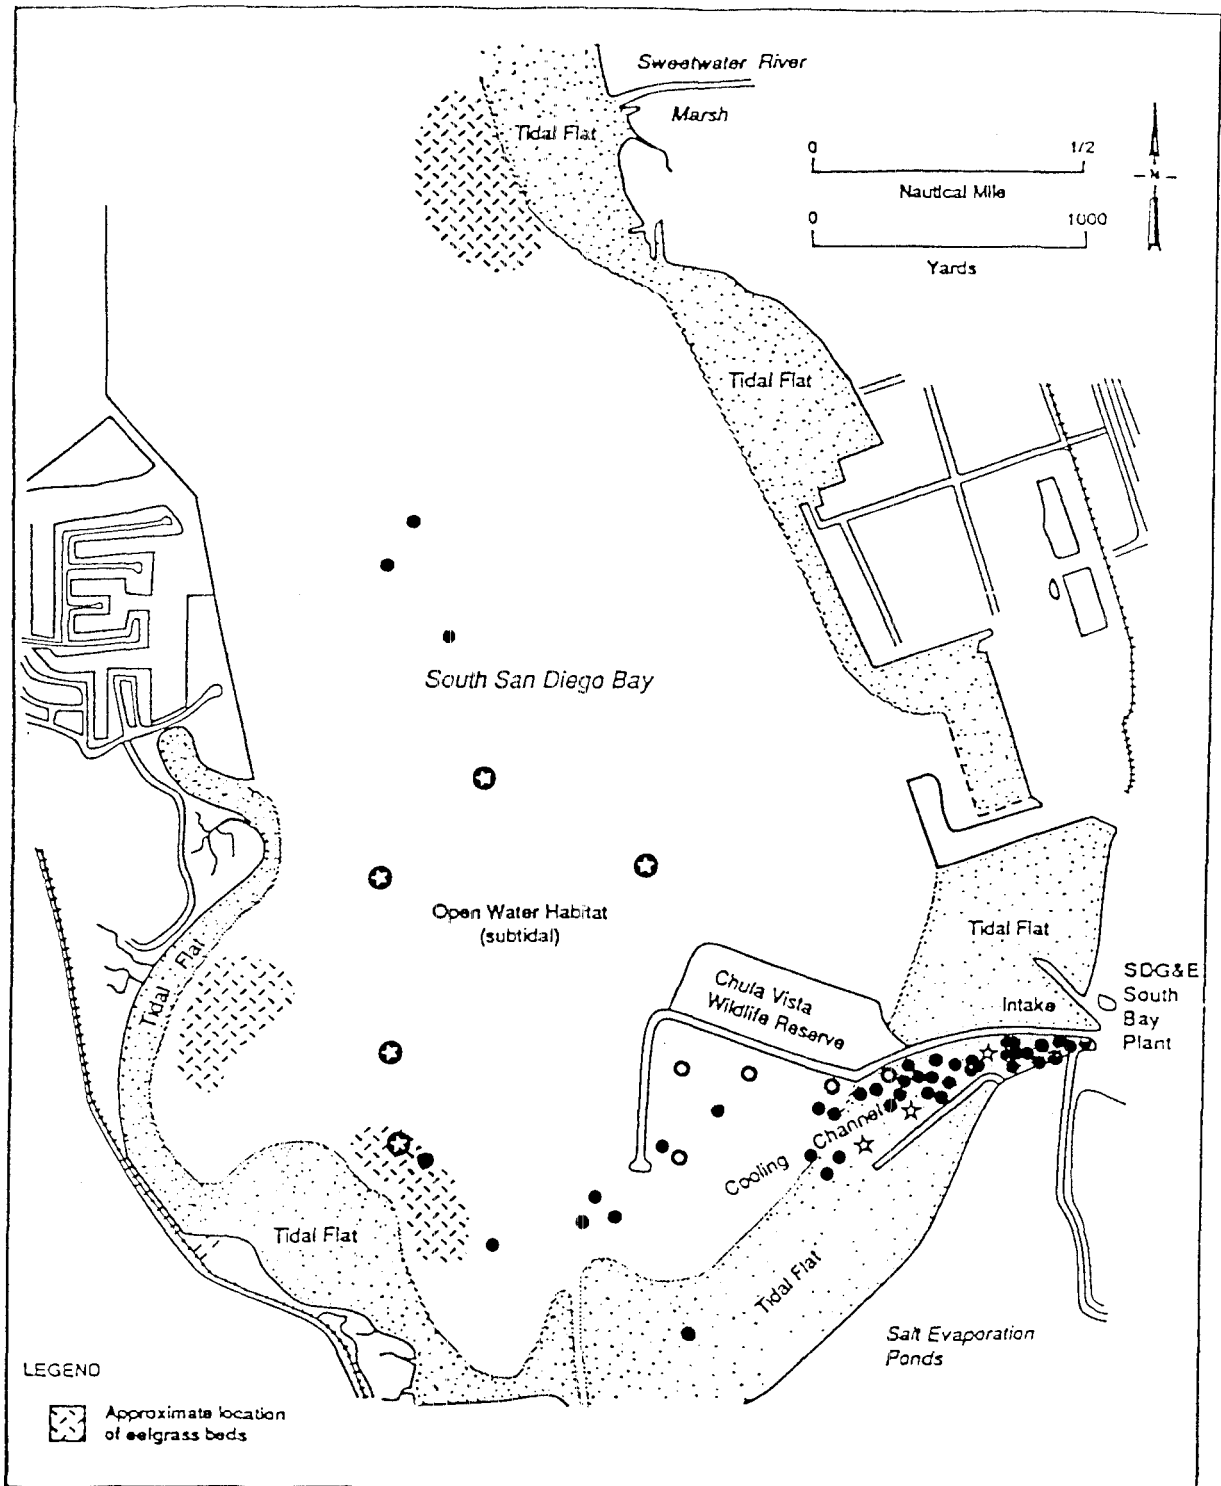 Sweetwater River
Marsh
Tidal Flat
0 1/2
Nautical Mile
0 1000
Yards
N
Tidal Flat
South San Diego Bay
Open Water Habitat
(subtidal)
Tidal Flat
Tidal Flat
Chula Vista
Wildlife Reserve
Intake
SDG&E
South
Bay
Plant
Cooling Channel
Tidal Flat
Tidal Flat
Salt Evaporation
Ponds
LEGEND
Approximate location
of eelgrass beds